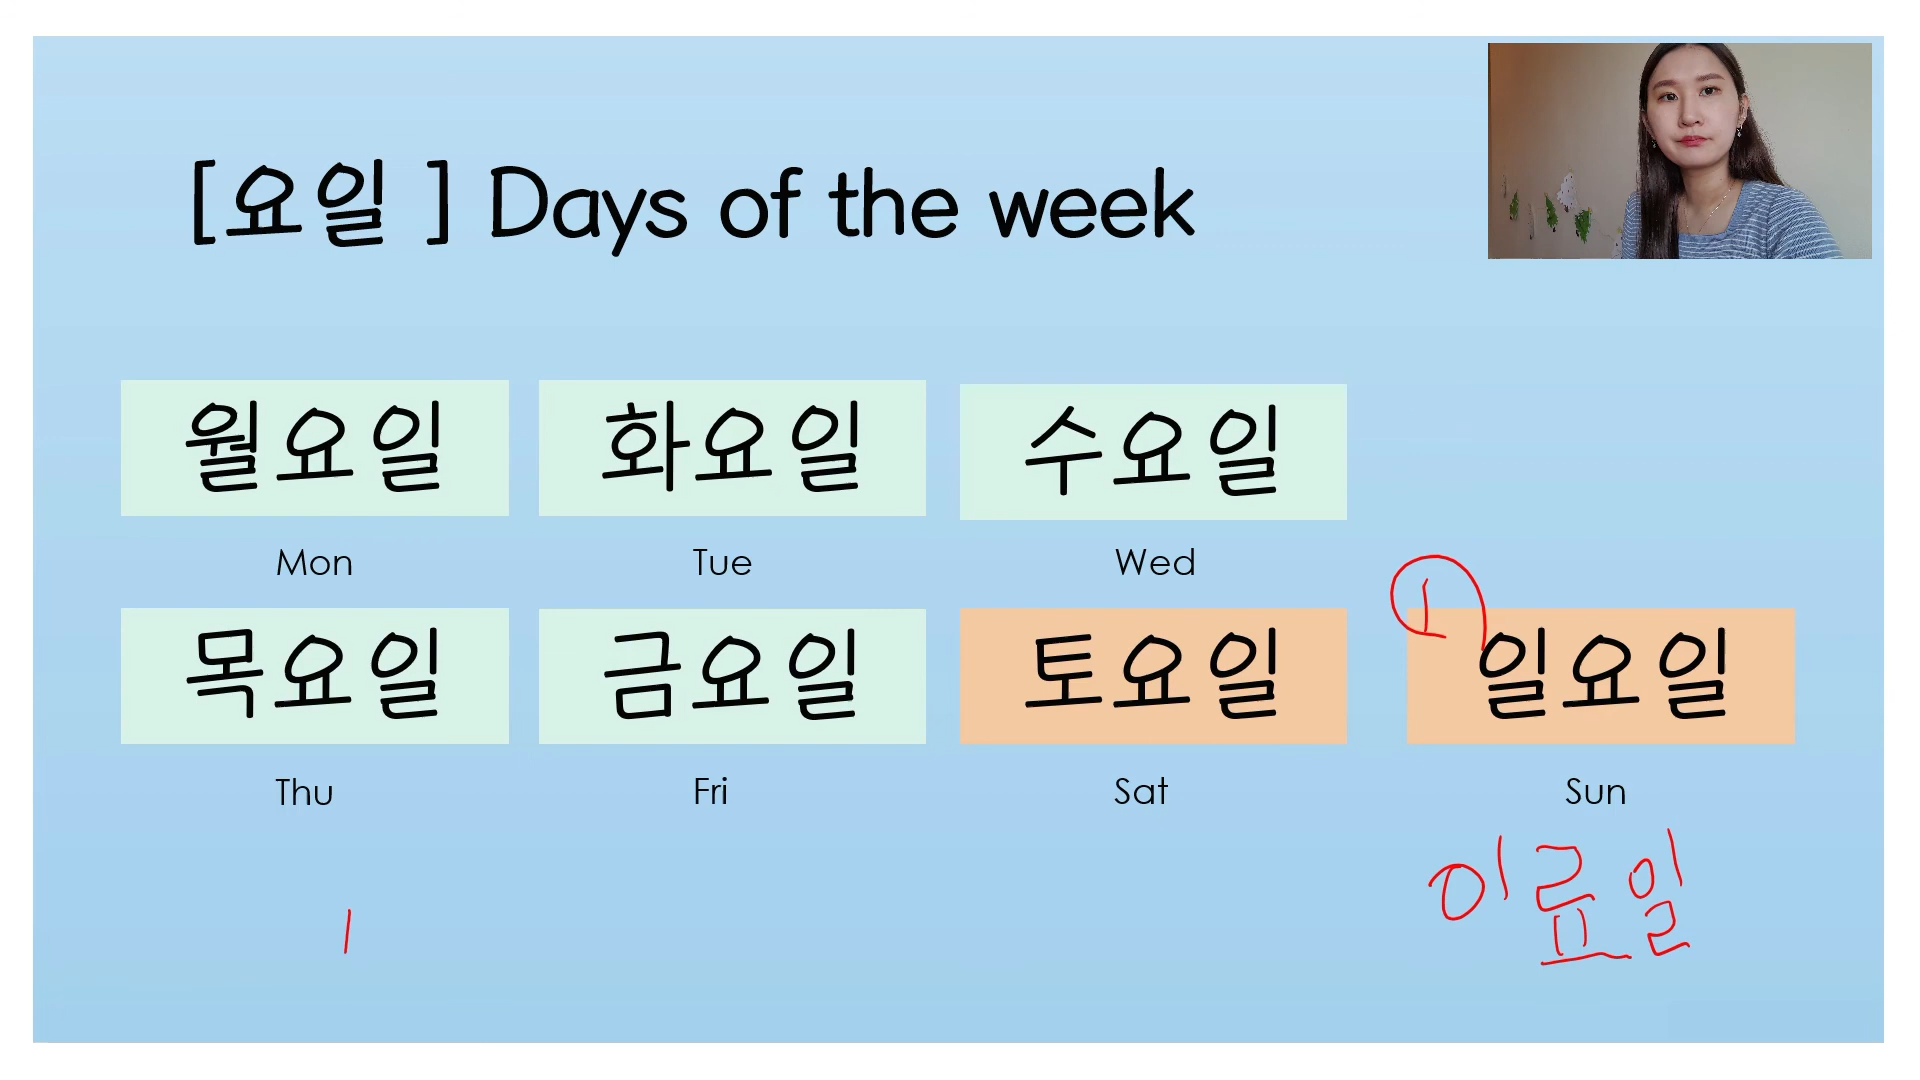 [요일 ] Days of the week
월요일 화요일 수요일
Mon Tue Wed
1
목요일 금요일 토요일 일요일
Thu Fri Sat Sun
이료일